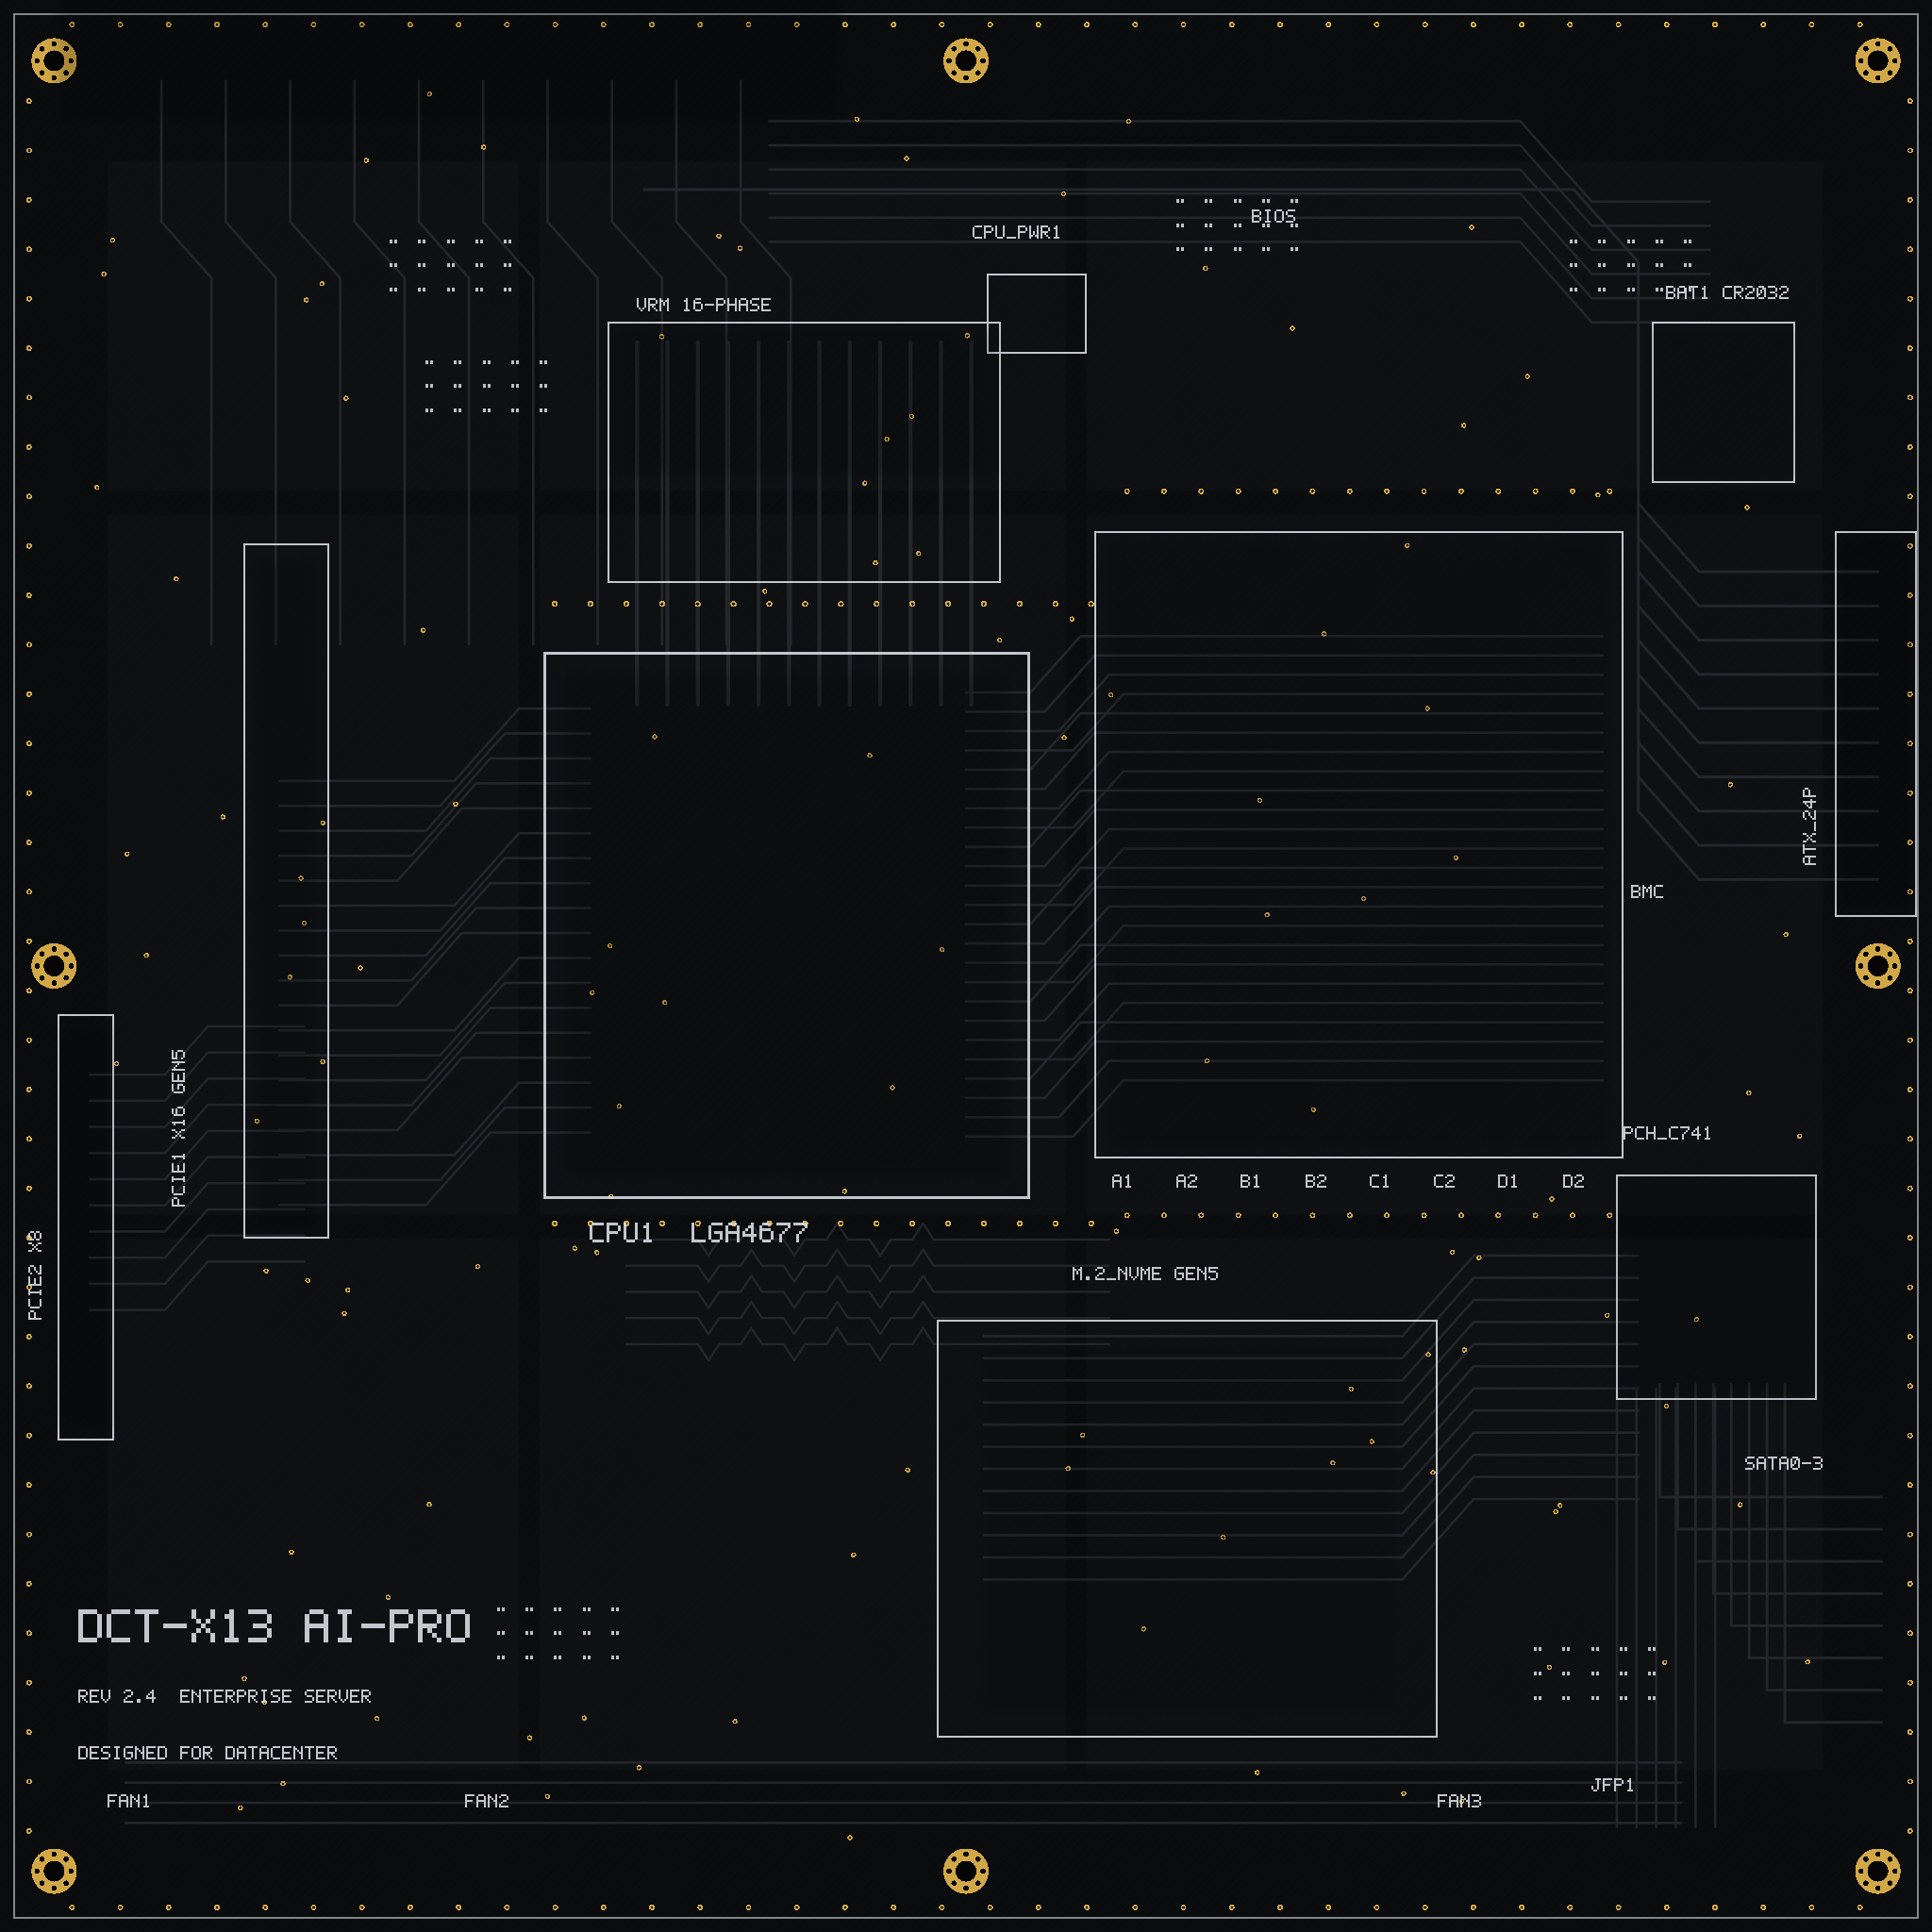 BIOS
CPU_PWR1
BAT1 CR2032
VRM 16-PHASE
ATX_24P
BMC
PCIE1 X16 GEN5
PCH_C741
A1 A2 B1 B2 C1 C2 D1 D2
CPU1 LGA4677
PCIE2 X8
M.2_NVME GEN5
SATA0-3
DCT-X13 AI-PRO
REV 2.4 ENTERPRISE SERVER
DESIGNED FOR DATACENTER
JFP1
FAN1
FAN2
FAN3